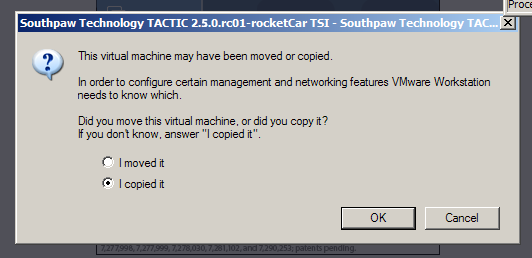 Proce
Southpaw Technology TACTIC 2.5.0.rc01-rocketCar TSI - Southpaw Technology TAC...
This virtual machine may have been moved or copied.
In order to configure certain management and networking features VMware Workstation
needs to know which.
Did you move this virtual machine, or did you copy it?
If you don't know, answer "I copied it".
I moved it
I copied it
OK
Cancel
7,277,998, 7,277,999, 7,278,030, 7,281,102, and 7,290,253; patents pending.